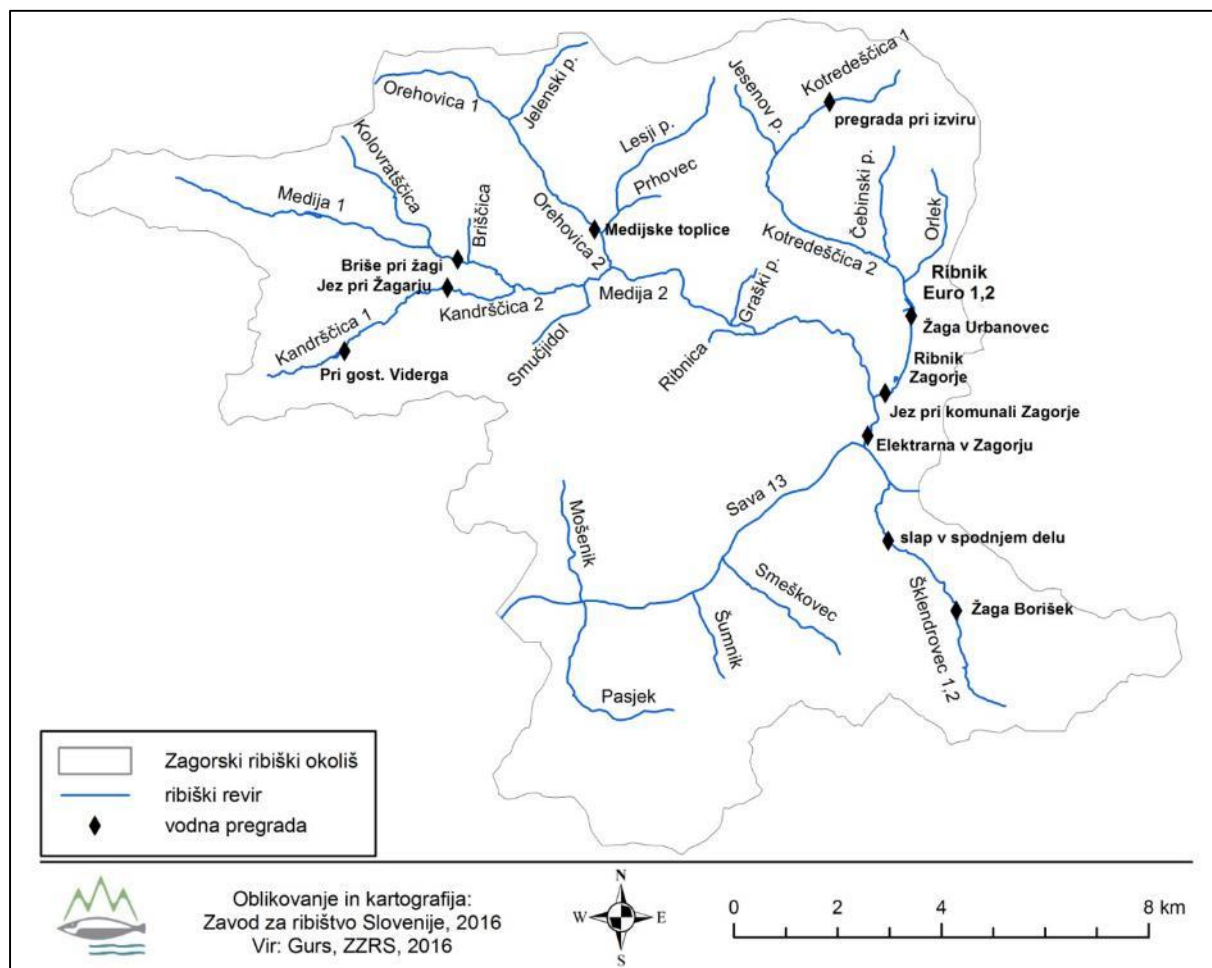 Kotredeščica 1
Orehovica 1
Jelenski p.
Jesenov p.
pregrada pri izviru
Kolovratščica
Lesji p.
Prhovec
Čebinski p.
Orlek
Medija 1
Briščica
Orehovica 2
Medijske toplice
Kotredeščica 2
Briše pri žagi
Jez pri Žagarju
Kandrščica 2
Medija 2
Graški p.
Ribnik
Euro 1,2
Žaga Urbanovec
Kandrščica 1
Smučjidol
Ribnica
Pri gost. Viderga
Ribnik
Zagorje
Jez pri komunali Zagorje
Elektrarna v Zagorju
Sava 13
Mošenik
slap v spodnjem delu
Smeškovec
Šumnik
Žaga Borišek
Šklendrovec 1,2
Pasjek
Zagorski ribiški okoliš
ribiški revir
vodna pregrada
Oblikovanje in kartografija:
Zavod za ribištvo Slovenije, 2016
Vir: Gurs, ZZRS, 2016
N
W
E
S
0 2 4 8 km